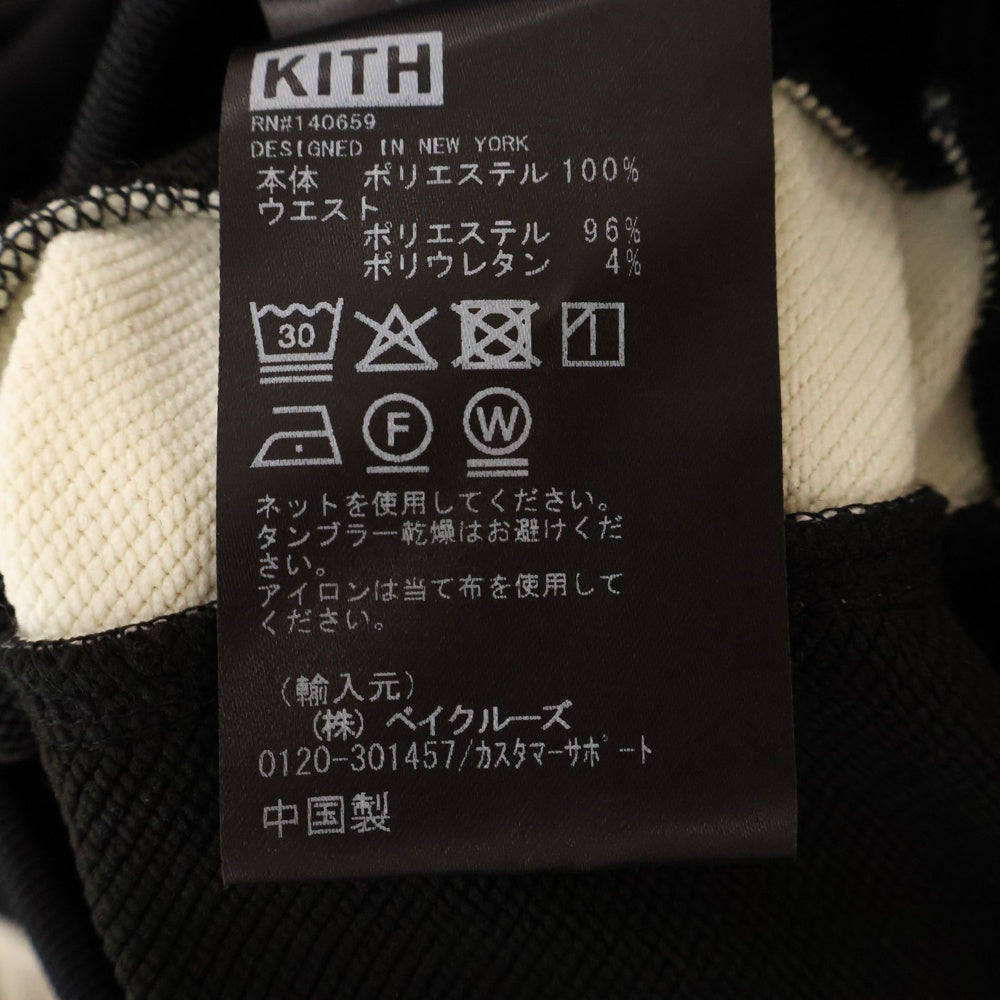 KITH
RN#140659
DESIGNED IN NEW YORK
本体 ポリエステル 100%
ウエスト
ポリエステル 96%
ポリウレタン 4%
30
F W
ネットを使用してください。
タンブラー乾燥はお避けくだ
さい。
アイロンは当て布を使用して
ください。
(輸入元)
(株) ベイクルーズ
0120-301457/カスタマーサポート
中国製